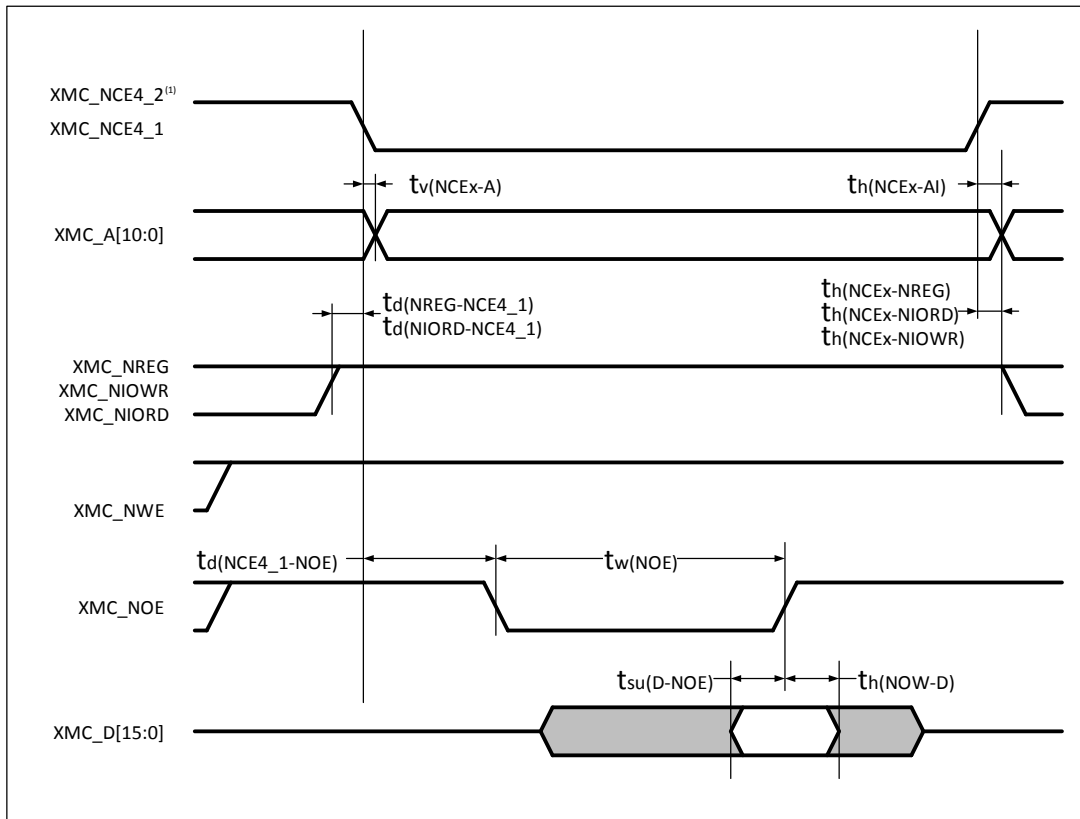 XMC_NCE4_2(1)
XMC_NCE4_1
tv(NCEx-A)
th(NCEx-AI)
XMC_A[10:0]
td(NREG-NCE4_1)
td(NIORD-NCE4_1)
th(NCEx-NREG)
th(NCEx-NIORD)
th(NCEx-NIOWR)
XMC_NREG
XMC_NIOWR
XMC_NIORD
XMC_NWE
td(NCE4_1-NOE)
tw(NOE)
XMC_NOE
tsu(D-NOE)
th(NOW-D)
XMC_D[15:0]